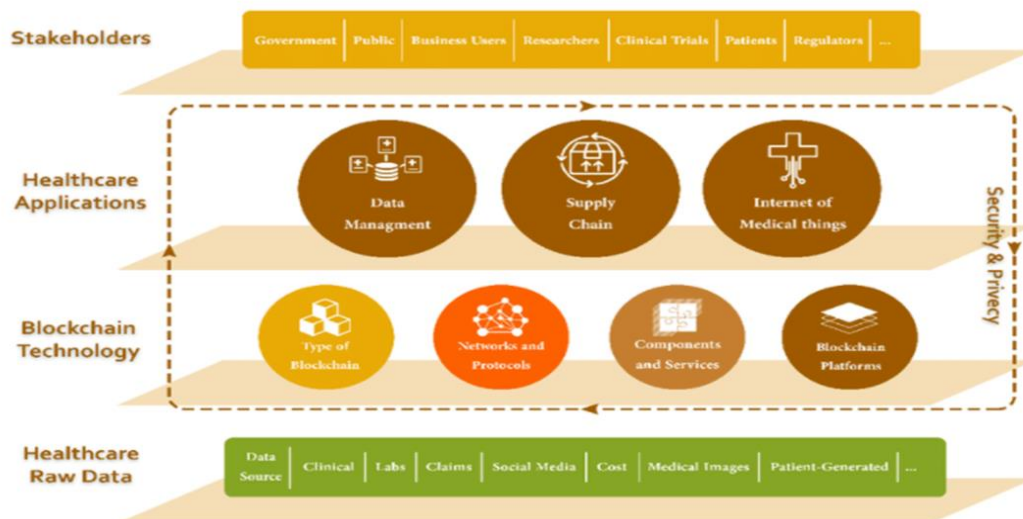 Stakeholders
Government Public Business Users Researchers Clinical Trials Patients Regulators ...
Healthcare
Applications
Data
Managment
Supply
Chain
Internet of
Medical things
Security & Privecy
Blockchain
Technology
Type of
Blockchain
Networks and
Protocols
Components
and Services
Blockchain
Platforms
Healthcare
Raw Data
Data
Source
Clinical Labs Claims Social Media Cost Medical Images Patient-Generated ...